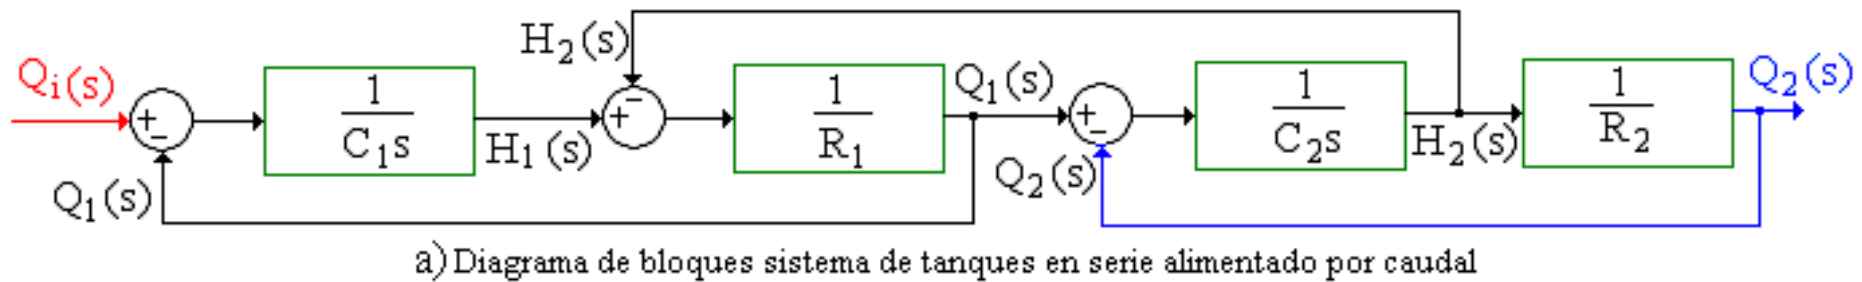 H₂(s)
Qᵢ(s)
+
−
1
C₁s
H₁(s)
+
−
1
R₁
Q₁(s)
+
−
1
C₂s
H₂(s)
1
R₂
Q₂(s)
Q₁(s)
Q₂(s)
a) Diagrama de bloques sistema de tanques en serie alimentado por caudal